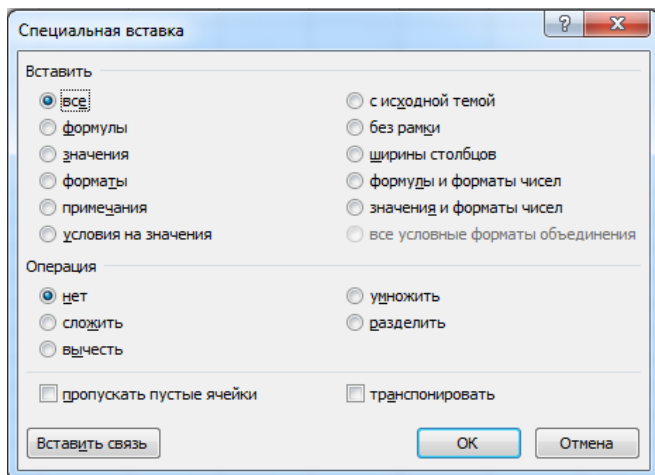 Специальная вставка
Вставить
все с исходной темой
формулы без рамки
значения ширины столбцов
форматы формулы и форматы чисел
примечания значения и форматы чисел
условия на значения все условные форматы объединения
Операция
нет умножить
сложить разделить
вычесть
пропускать пустые ячейки транспонировать
Вставить связь ОК Отмена